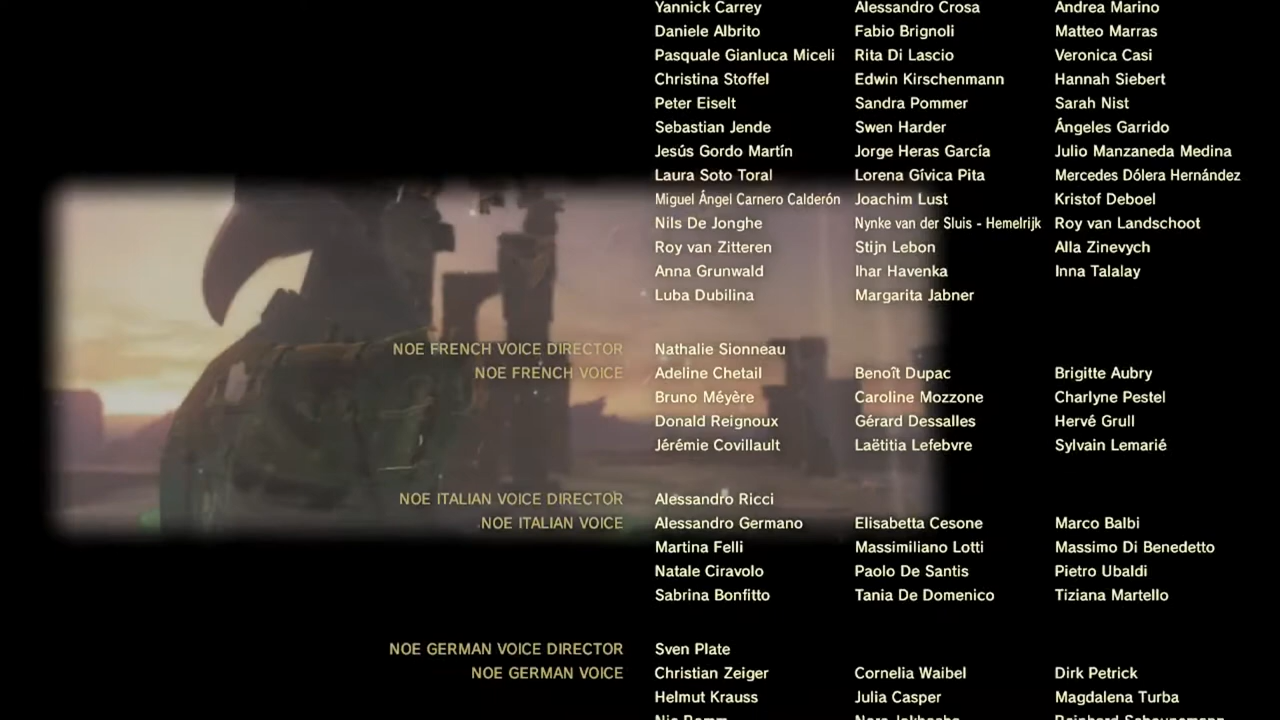 Yannick Carrey Alessandro Crosa Andrea Marino
Daniele Albrito Fabio Brignoli Matteo Marras
Pasquale Gianluca Miceli Rita Di Lascio Veronica Casi
Christina Stoffel Edwin Kirschenmann Hannah Siebert
Peter Eiselt Sandra Pommer Sarah Nist
Sebastian Jende Swen Harder Ángeles Garrido
Jesús Gordo Martín Jorge Heras García Julio Manzaneda Medina
Laura Soto Toral Lorena Gívica Pita Mercedes Dólera Hernández
Miguel Ángel Carnero Calderón Joachim Lust Kristof Deboel
Nils De Jonghe Nynke van der Sluis - Hemelrijk Roy van Landschoot
Roy van Zitteren Stijn Lebon Alla Zinevych
Anna Grunwald Ihar Havenka Inna Talalay
Luba Dubilina Margarita Jabner
NOE FRENCH VOICE DIRECTOR Nathalie Sionneau
NOE FRENCH VOICE Adeline Chetail Benoît Dupac Brigitte Aubry
Bruno Méyère Caroline Mozzone Charlyne Pestel
Donald Reignoux Gérard Dessalles Hervé Grull
Jérémie Covillault Laëtitia Lefebvre Sylvain Lemarié
NOE ITALIAN VOICE DIRECTOR Alessandro Ricci
NOE ITALIAN VOICE Alessandro Germano Elisabetta Cesone Marco Balbi
Martina Felli Massimiliano Lotti Massimo Di Benedetto
Natale Ciravolo Paolo De Santis Pietro Ubaldi
Sabrina Bonfitto Tania De Domenico Tiziana Martello
NOE GERMAN VOICE DIRECTOR Sven Plate
NOE GERMAN VOICE Christian Zeiger Cornelia Waibel Dirk Petrick
Helmut Krauss Julia Casper Magdalena Turba